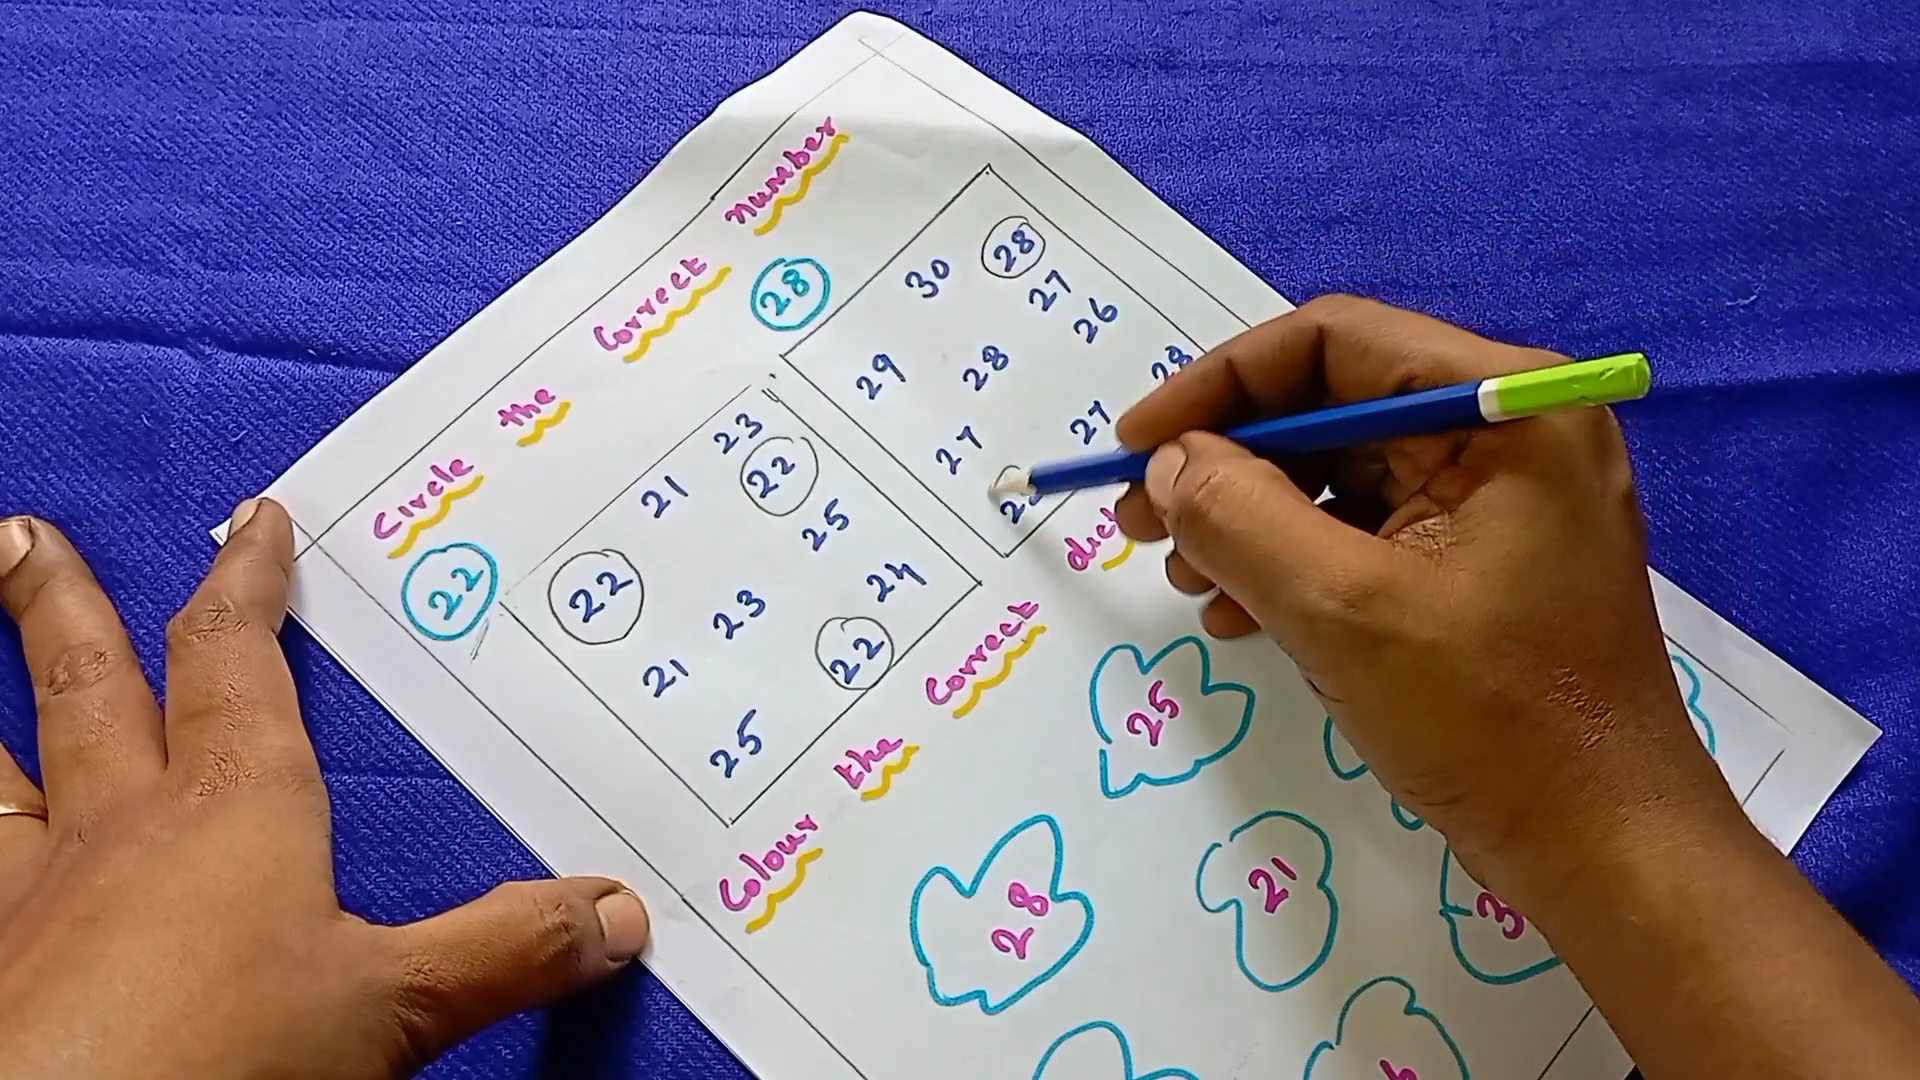 Circle the Correct number
22
21 23
22 22
23 25
21 24
25 22
28
30 28
27
29 28 26
27 27 28
Colour the Correct
25
28 21